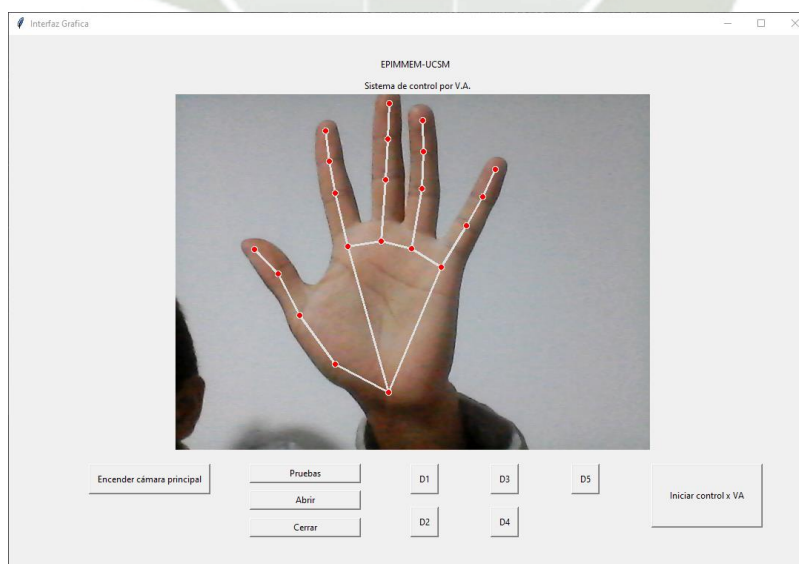 Interfaz Grafica
EPIMMEM-UCSM
Sistema de control por V.A.
Encender cámara principal
Pruebas
Abrir
Cerrar
D1
D3
D5
D2
D4
Iniciar control x VA